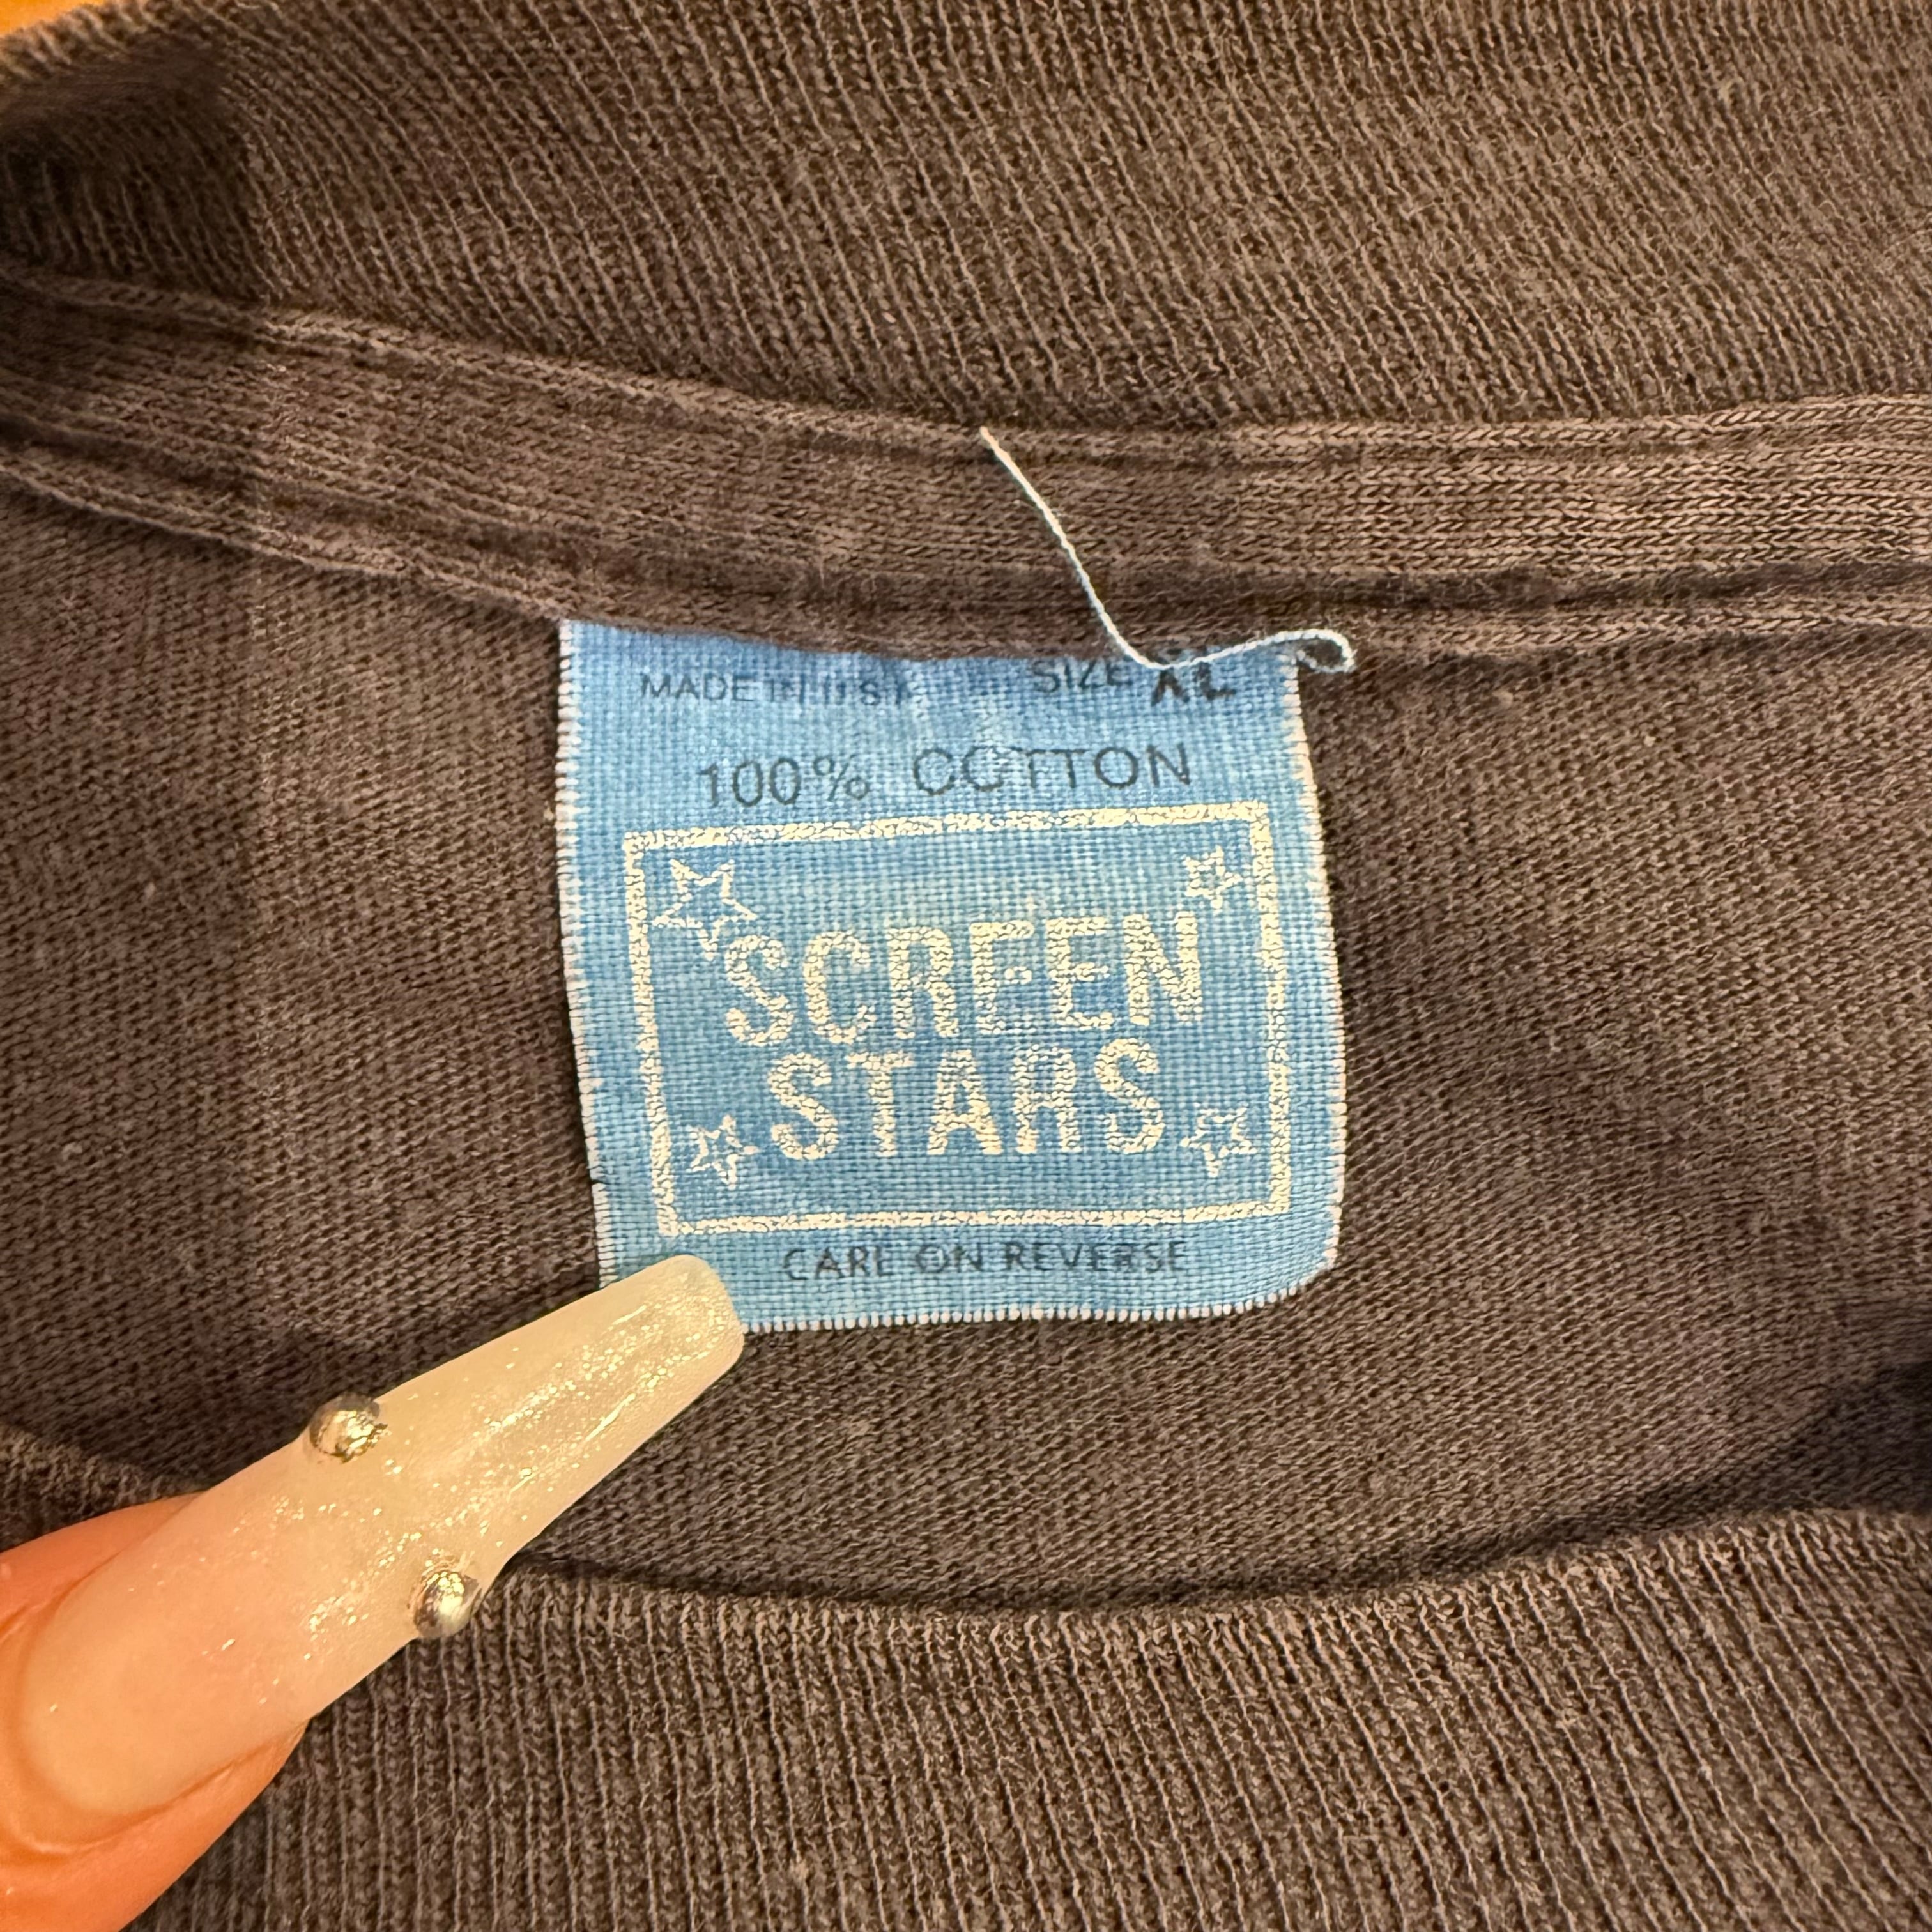 MADE IN U.S.A. SIZE XL
100% COTTON
SCREEN
STARS
CARE ON REVERSE